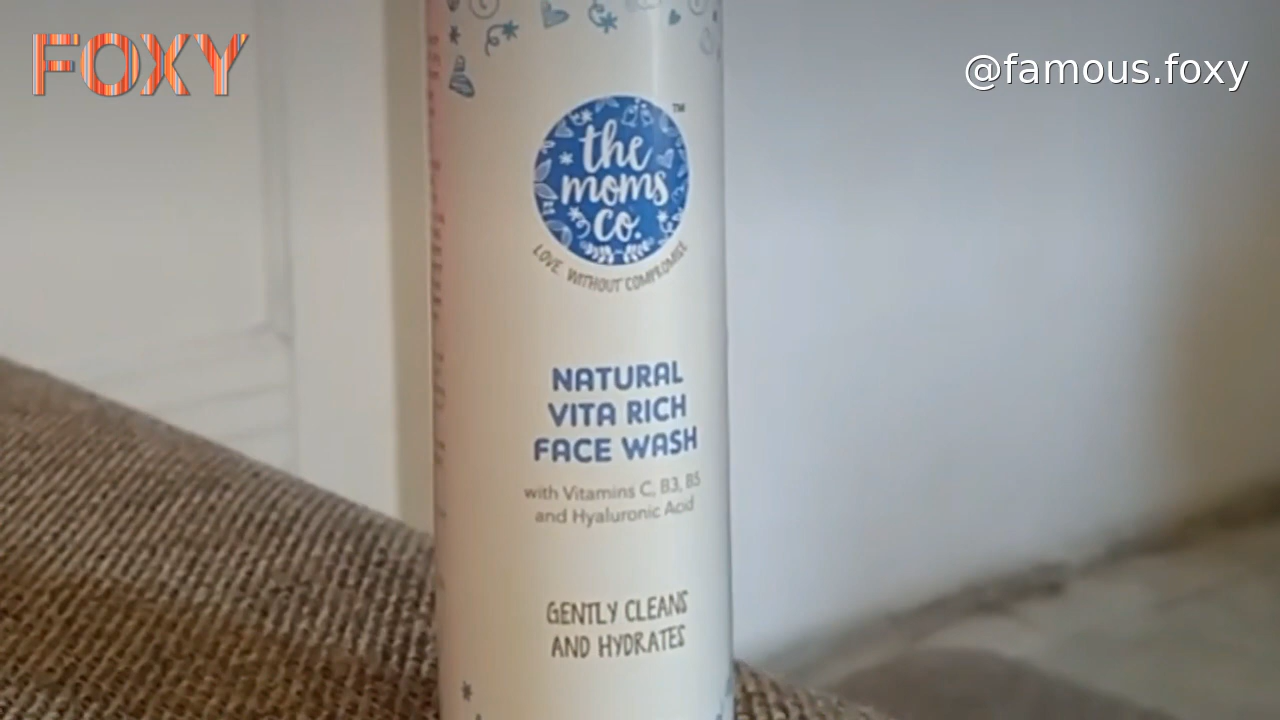 FOXY
@famous.foxy
the
moms
co.
TM
LOVE. WITHOUT COMPROMISE
NATURAL
VITA RICH
FACE WASH
with Vitamins C, B3, B5
and Hyaluronic Acid
GENTLY CLEANS
AND HYDRATES